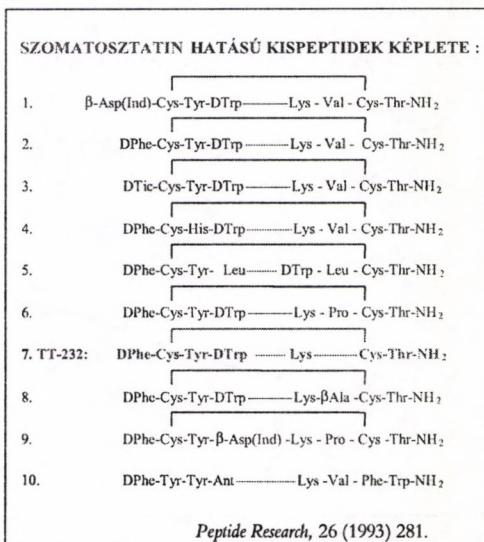 SZOMATOSZTATIN HATÁSÚ KISPEPTIDEK KÉPLETE :
1. β-Asp(Ind)-Cys-Tyr-DTrp———Lys - Val - Cys-Thr-NH₂
2. DPhe-Cys-Tyr-DTrp———Lys - Val - Cys-Thr-NH₂
3. DTic-Cys-Tyr-DTrp———Lys - Val - Cys-Thr-NH₂
4. DPhe-Cys-His-DTrp———Lys - Val - Cys-Thr-NH₂
5. DPhe-Cys-Tyr- Leu——— DTrp - Leu - Cys-Thr-NH₂
6. DPhe-Cys-Tyr-DTrp———Lys - Pro - Cys-Thr-NH₂
7. TT-232: DPhe-Cys-Tyr-DTrp ——— Lys———Cys-Thr-NH₂
8. DPhe-Cys-Tyr-DTrp———Lys-βAla -Cys-Thr-NH₂
9. DPhe-Cys-Tyr-β-Asp(Ind) -Lys - Pro - Cys -Thr-NH₂
10. DPhe-Tyr-Tyr-Ant———Lys -Val - Phe-Trp-NH₂
Peptide Research, 26 (1993) 281.